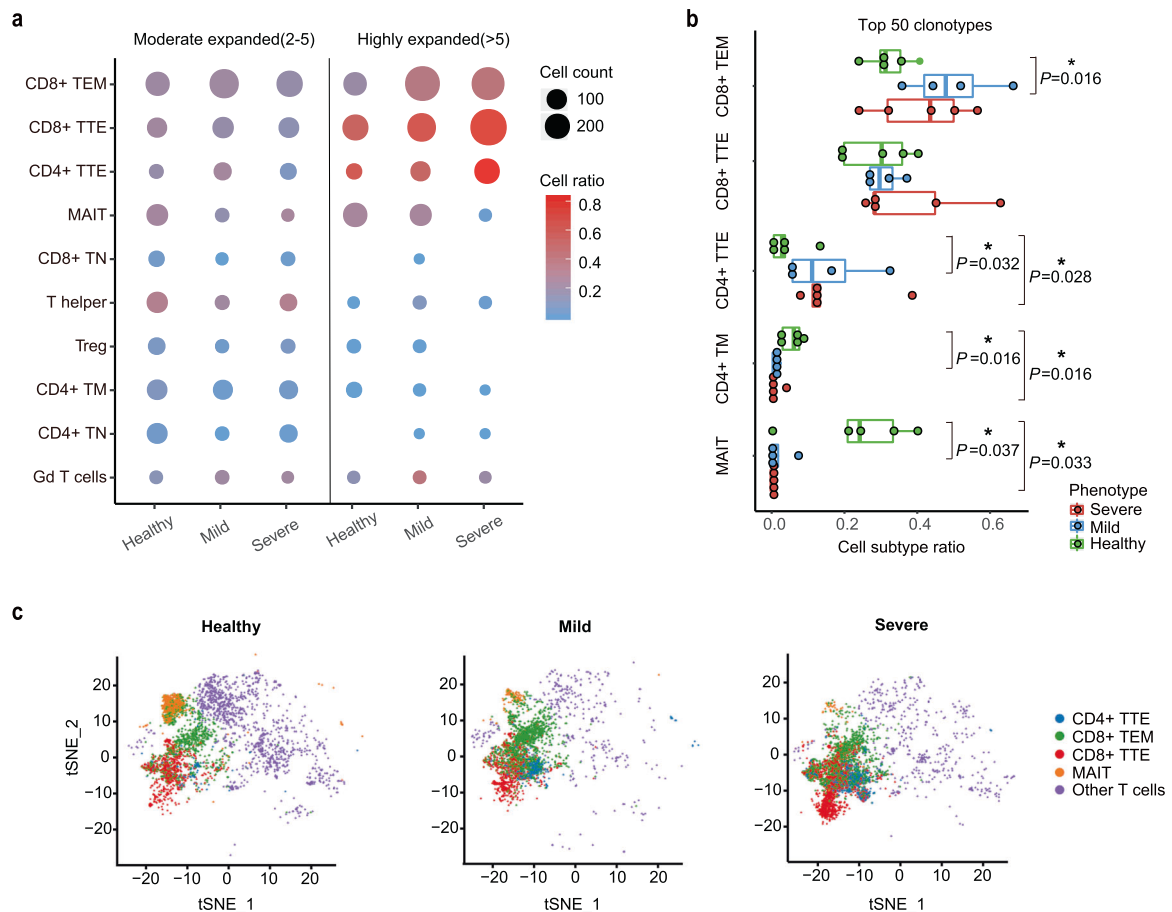 a
Moderate expanded(2-5)
Highly expanded(>5)
CD8+ TEM
CD8+ TTE
CD4+ TTE
MAIT
CD8+ TN
T helper
Treg
CD4+ TM
CD4+ TN
Gd T cells
Healthy
Mild
Severe
Healthy
Mild
Severe
Cell count
100
200
Cell ratio
0.8
0.6
0.4
0.2
b
Top 50 clonotypes
CD8+ TEM
CD8+ TTE
CD4+ TTE
CD4+ TM
MAIT
*
P=0.016
*
P=0.032
*
P=0.028
*
P=0.016
*
P=0.016
*
P=0.037
*
P=0.033
0.0
0.2
0.4
0.6
Cell subtype ratio
Phenotype
Severe
Mild
Healthy
c
Healthy
tSNE_2
20
10
0
−10
−20
−20
−10
0
10
20
tSNE_1
Mild
20
10
0
−10
−20
−20
−10
0
10
20
tSNE_1
Severe
20
10
0
−10
−20
−20
−10
0
10
20
tSNE_1
CD4+ TTE
CD8+ TEM
CD8+ TTE
MAIT
Other T cells